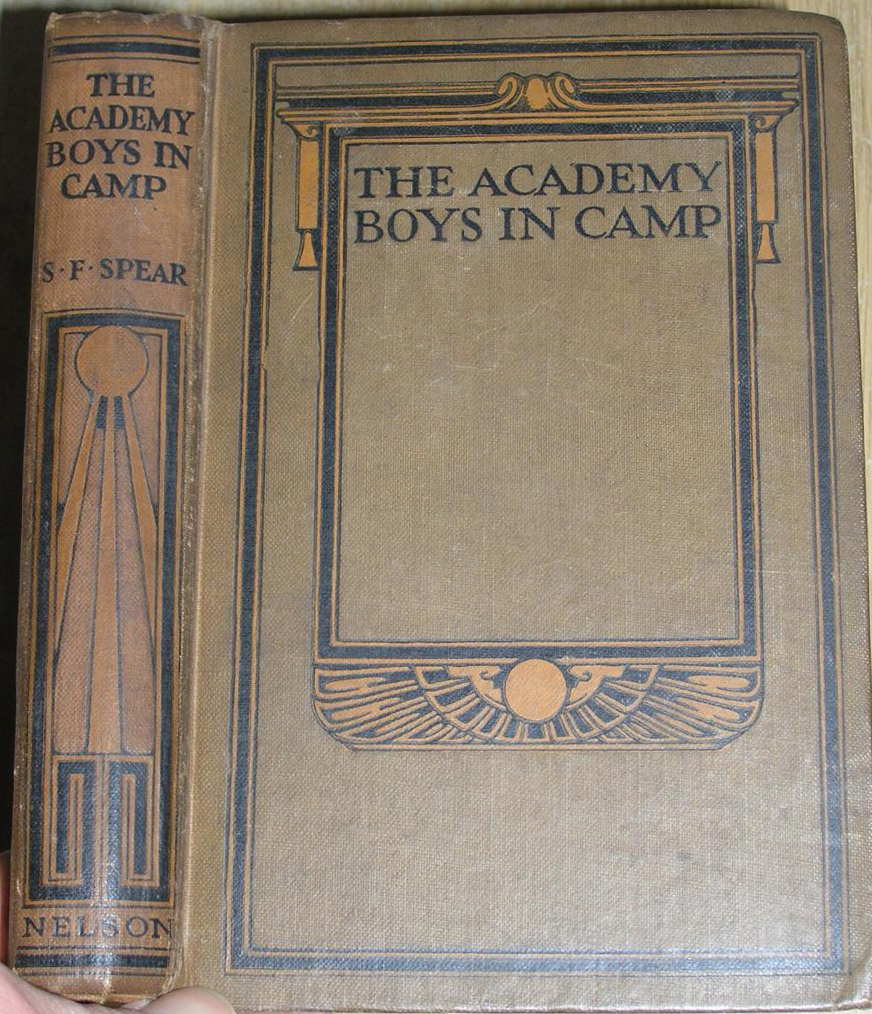 THE
ACADEMY
BOYS IN
CAMP
S·F·SPEAR
NELSON
THE ACADEMY
BOYS IN CAMP